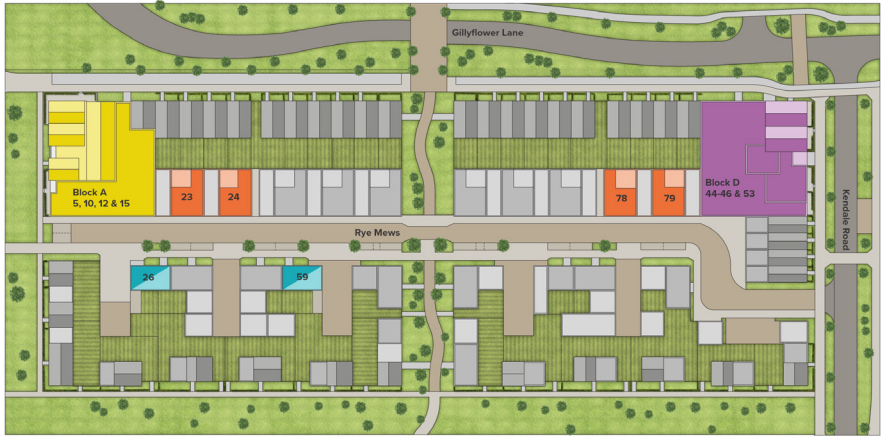 Gillyflower Lane
Block A
5, 10, 12 & 15
23
24
78
79
Block D
44-46 & 53
Kendale Road
Rye Mews
26
59